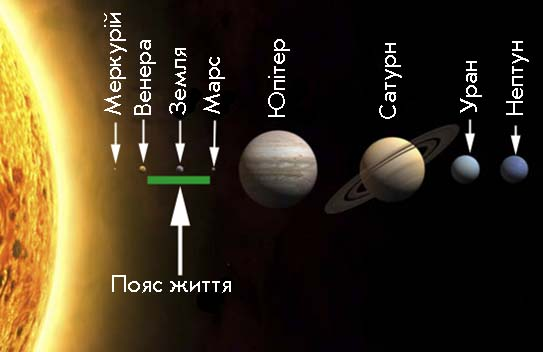 Меркурій
Венера
Земля
Марс
Юпітер
Сатурн
Уран
Нептун
Пояс життя